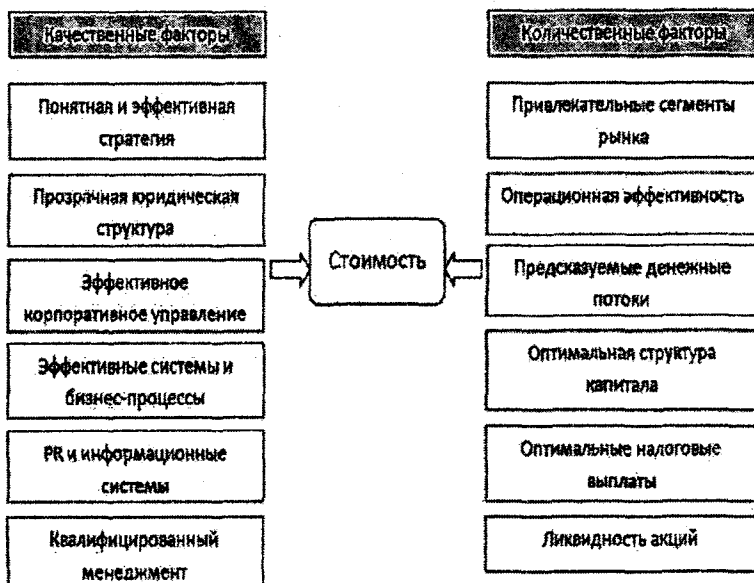 Качественные факторы
Понятная и эффективная
стратегия
Прозрачная юридическая
структура
Эффективное
корпоративное управление
Эффективные системы и
бизнес-процессы
PR и информационные
системы
Квалифицированный
менеджмент
Стоимость
Количественные факторы
Привлекательные сегменты
рынка
Операционная эффективность
Предсказуемые денежные
потоки
Оптимальная структура
капитала
Оптимальные налоговые
выплаты
Ликвидность акций